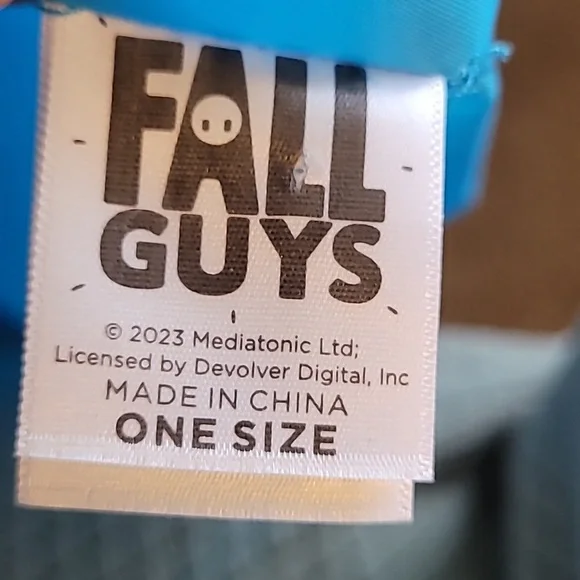 FALL
GUYS
© 2023 Mediatonic Ltd;
Licensed by Devolver Digital, Inc
MADE IN CHINA
ONE SIZE